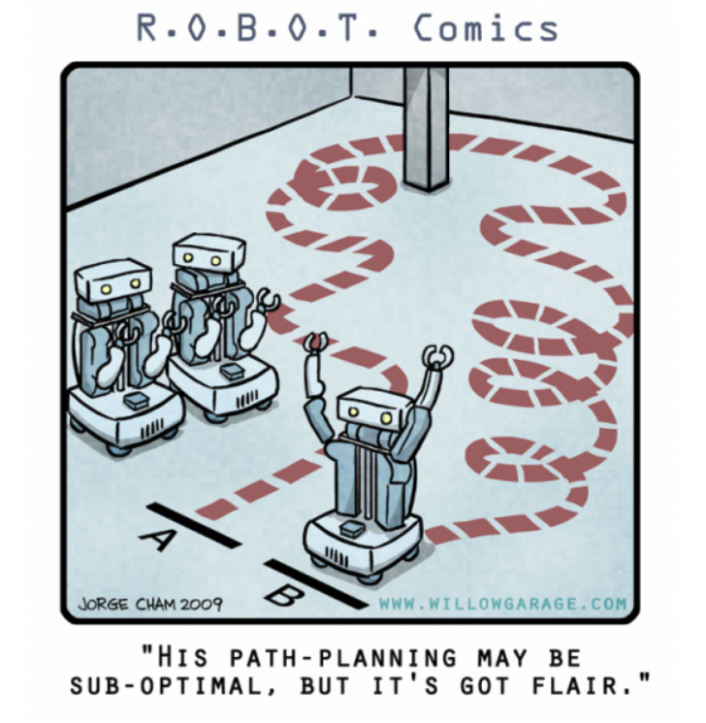 R.O.B.O.T. Comics
A
B
JORGE CHAM 2009
WWW.WILLOWGARAGE.COM
"HIS PATH-PLANNING MAY BE
SUB-OPTIMAL, BUT IT'S GOT FLAIR."